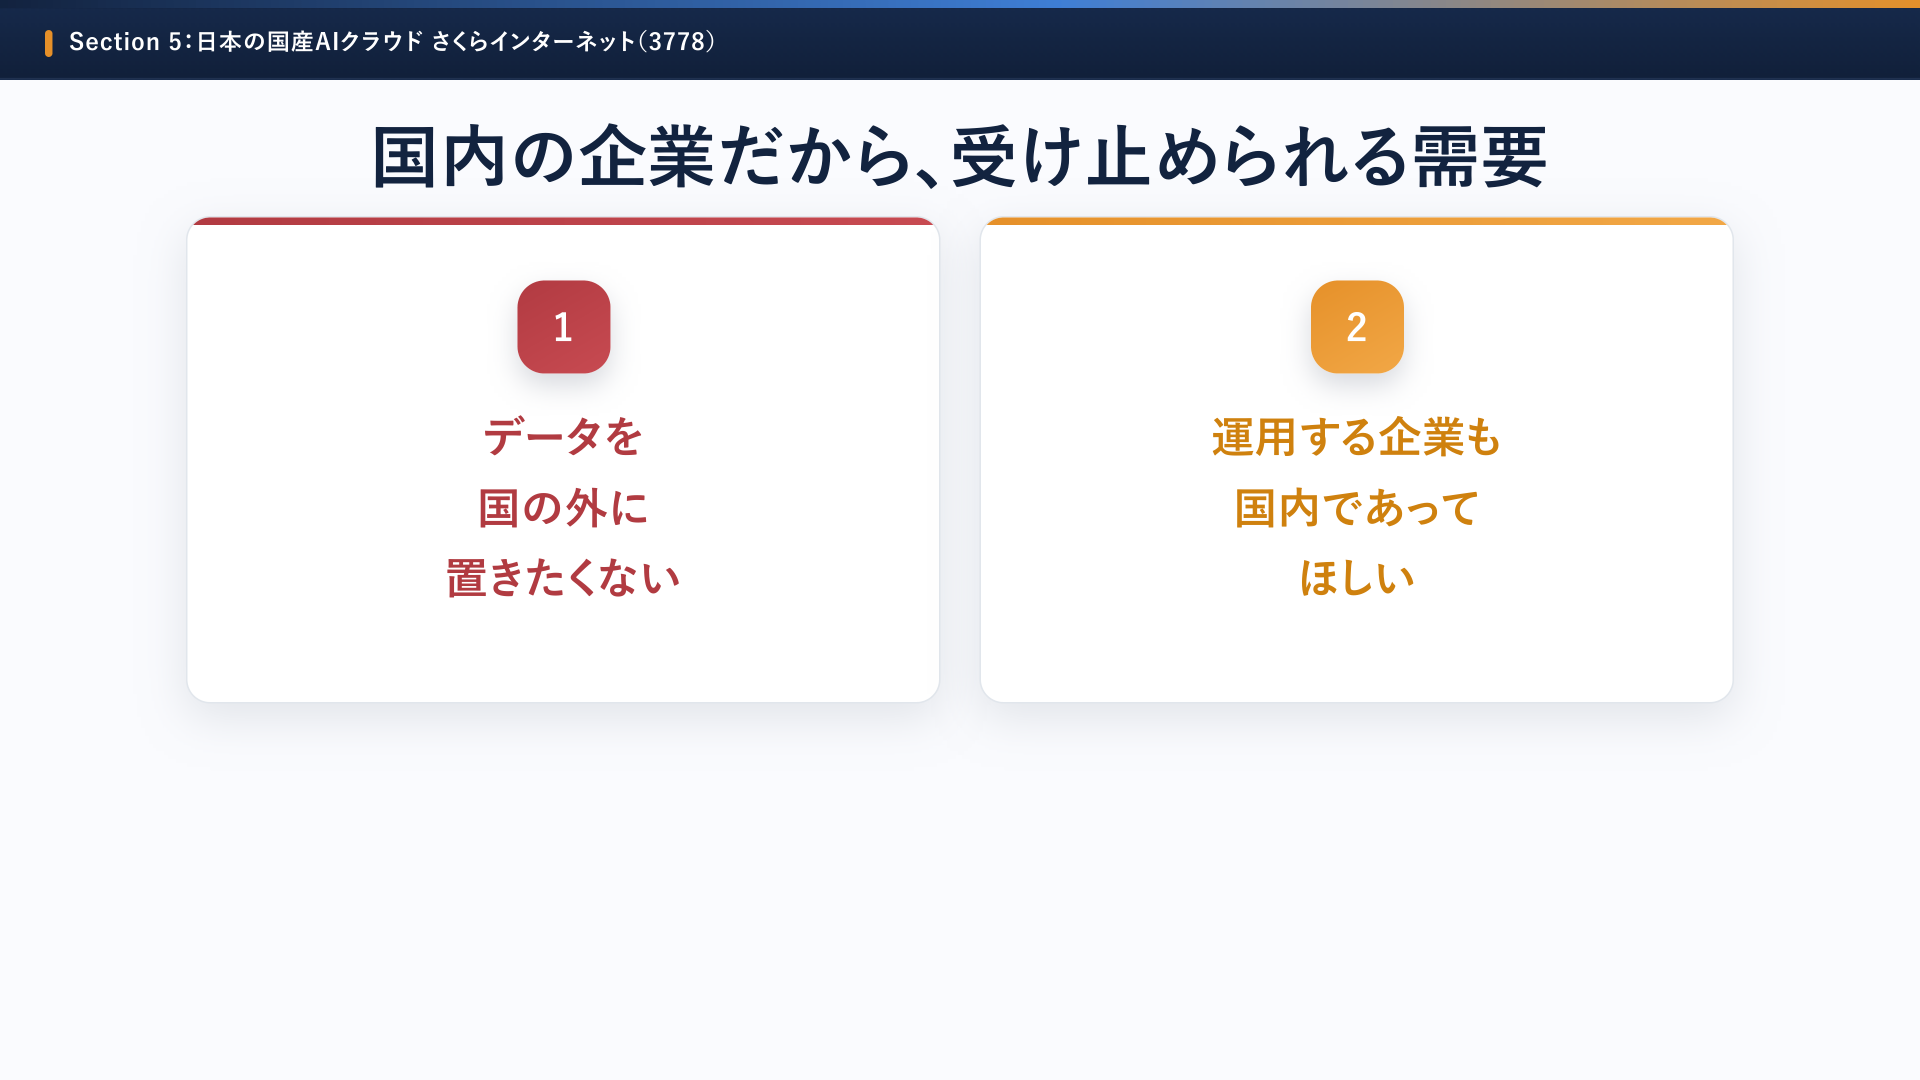 Section 5：日本の国産AIクラウド さくらインターネット（3778）
国内の企業だから、受け止められる需要
1
データを
国の外に
置きたくない
2
運用する企業も
国内であって
ほしい